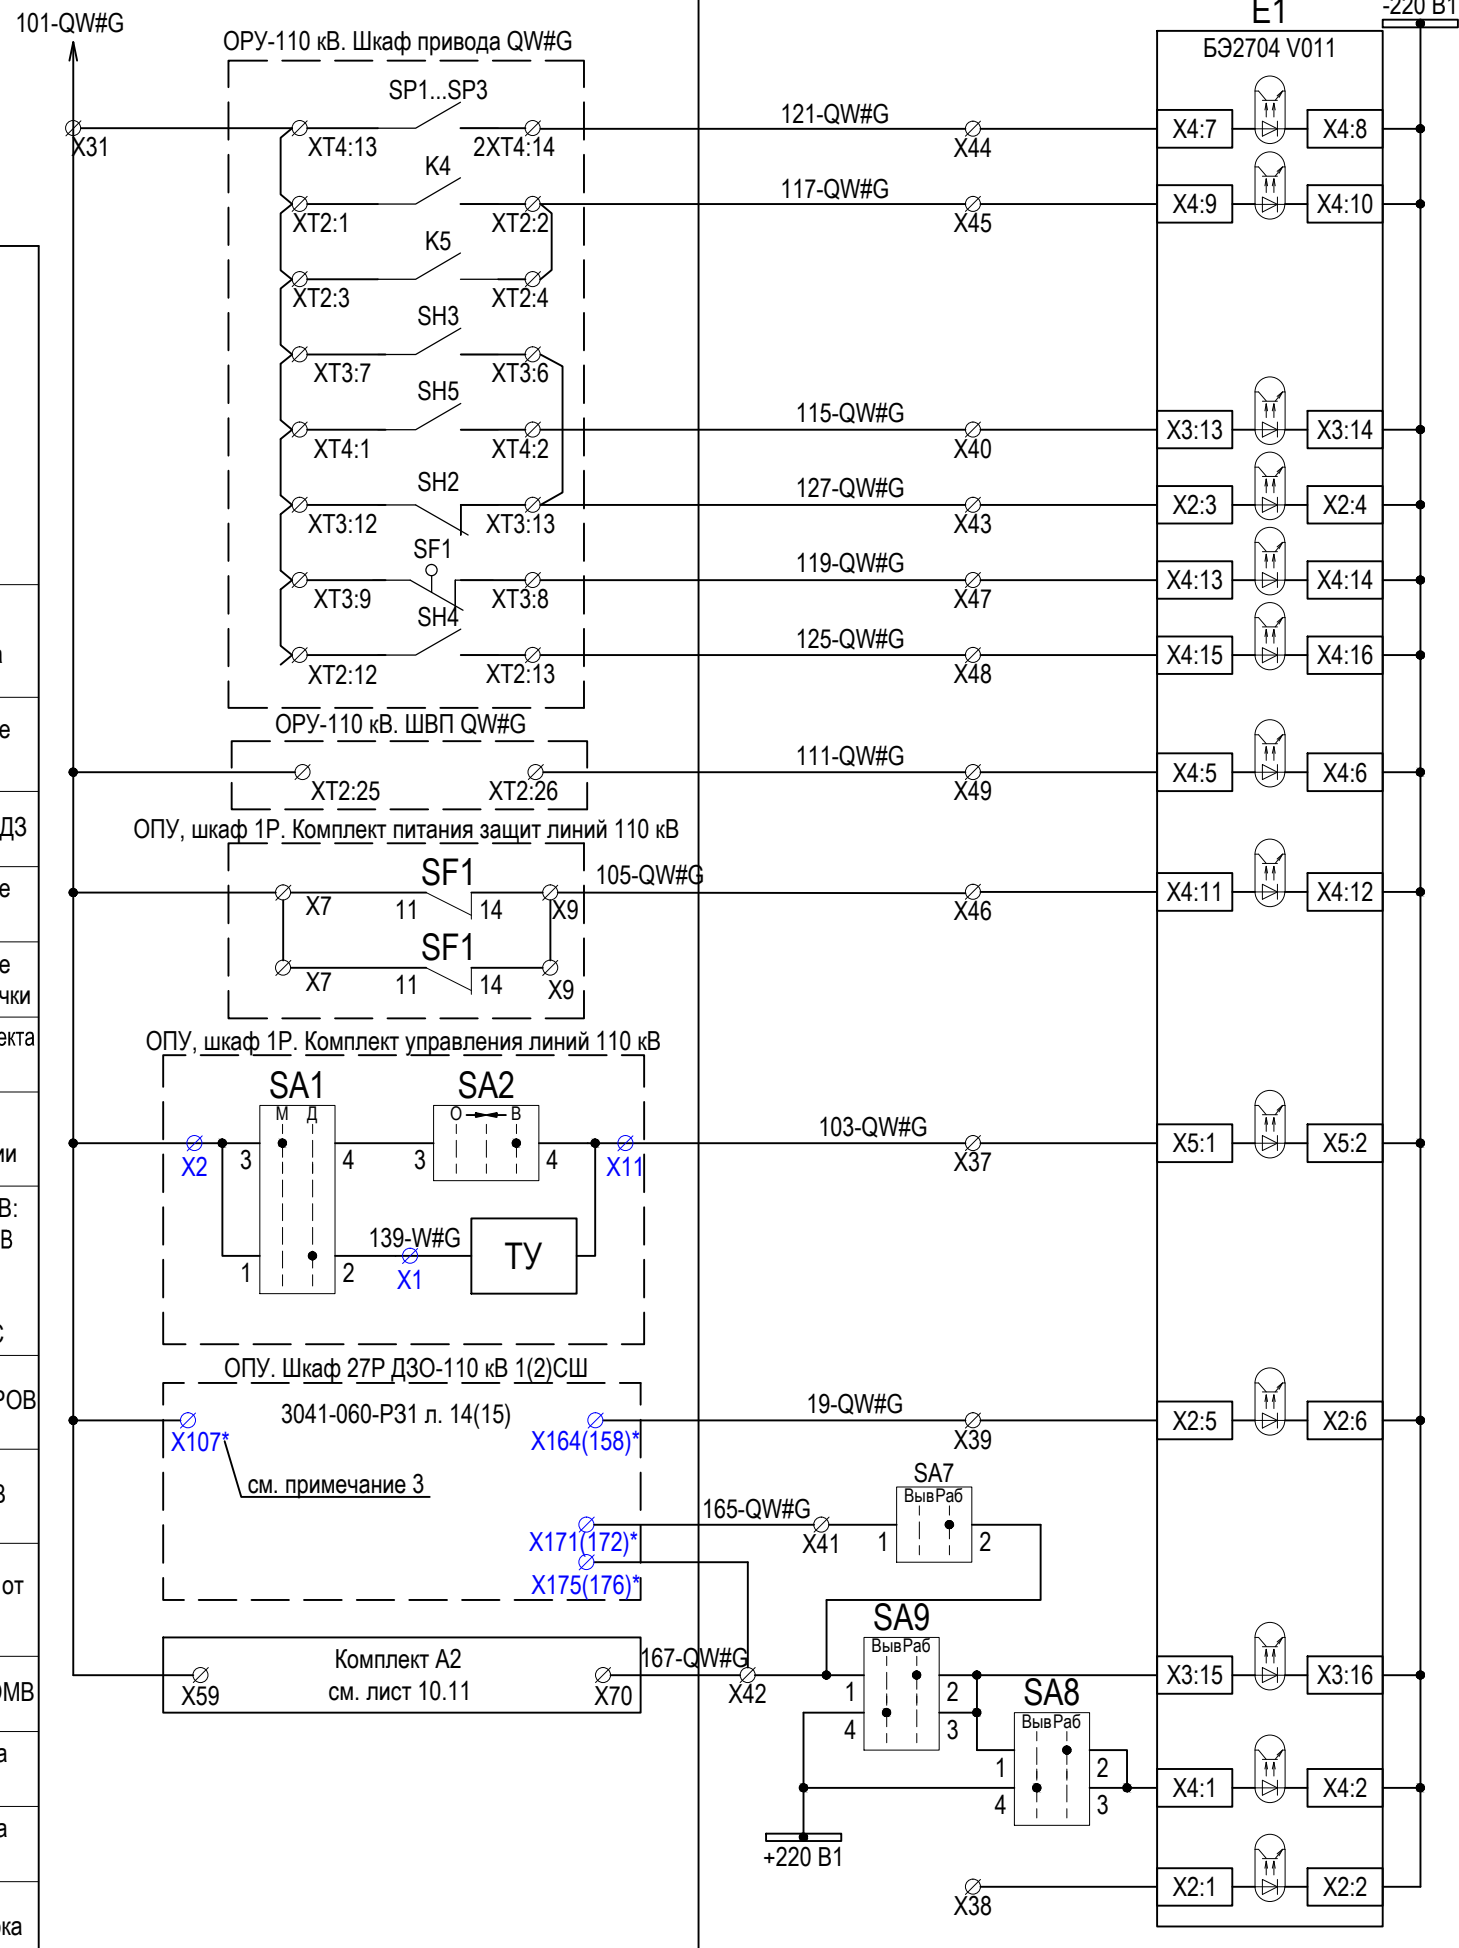 101-QW#G
E1
-220 В1
ОРУ-110 кВ. Шкаф привода QW#G
БЭ2704 V011
SP1...SP3
X31
XT4:13
2XT4:14
121-QW#G
X44
X4:7
X4:8
K4
XT2:1
XT2:2
117-QW#G
X45
X4:9
X4:10
K5
XT2:3
XT2:4
SH3
XT3:7
XT3:6
SH5
XT4:1
XT4:2
115-QW#G
X40
X3:13
X3:14
SH2
XT3:12
XT3:13
127-QW#G
X43
X2:3
X2:4
SF1
XT3:9
XT3:8
119-QW#G
X47
X4:13
X4:14
SH4
XT2:12
XT2:13
125-QW#G
X48
X4:15
X4:16
ОРУ-110 кВ. ШВП QW#G
XT2:25
XT2:26
111-QW#G
X49
X4:5
X4:6
ОПУ, шкаф 1Р. Комплект питания защит линий 110 кВ
SF1
X7
11
14
X9
105-QW#G
X46
X4:11
X4:12
SF1
X7
11
14
X9
ОПУ, шкаф 1Р. Комплект управления линий 110 кВ
SA1
SA2
М Д
О В
X2
3
4
3
4
X11
103-QW#G
X37
X5:1
X5:2
1
2
139-W#G
X1
ТУ
ОПУ. Шкаф 27Р ДЗО-110 кВ 1(2)СШ
3041-060-РЗ1 л. 14(15)
X107*
X164(158)*
19-QW#G
X39
X2:5
X2:6
см. примечание 3
X171(172)*
165-QW#G
X41
SA7
ВывРаб
1
2
X175(176)*
Комплект А2
см. лист 10.11
X59
X70
167-QW#G
X42
SA9
ВывРаб
1
2
4
3
X3:15
X3:16
SA8
ВывРаб
1
2
4
3
X4:1
X4:2
+220 В1
X38
X2:1
X2:2
а
е
ДЗ
е
е
чки
екта
ии
В:
В
С
РОВ
В
от
ОМВ
а
а
ка